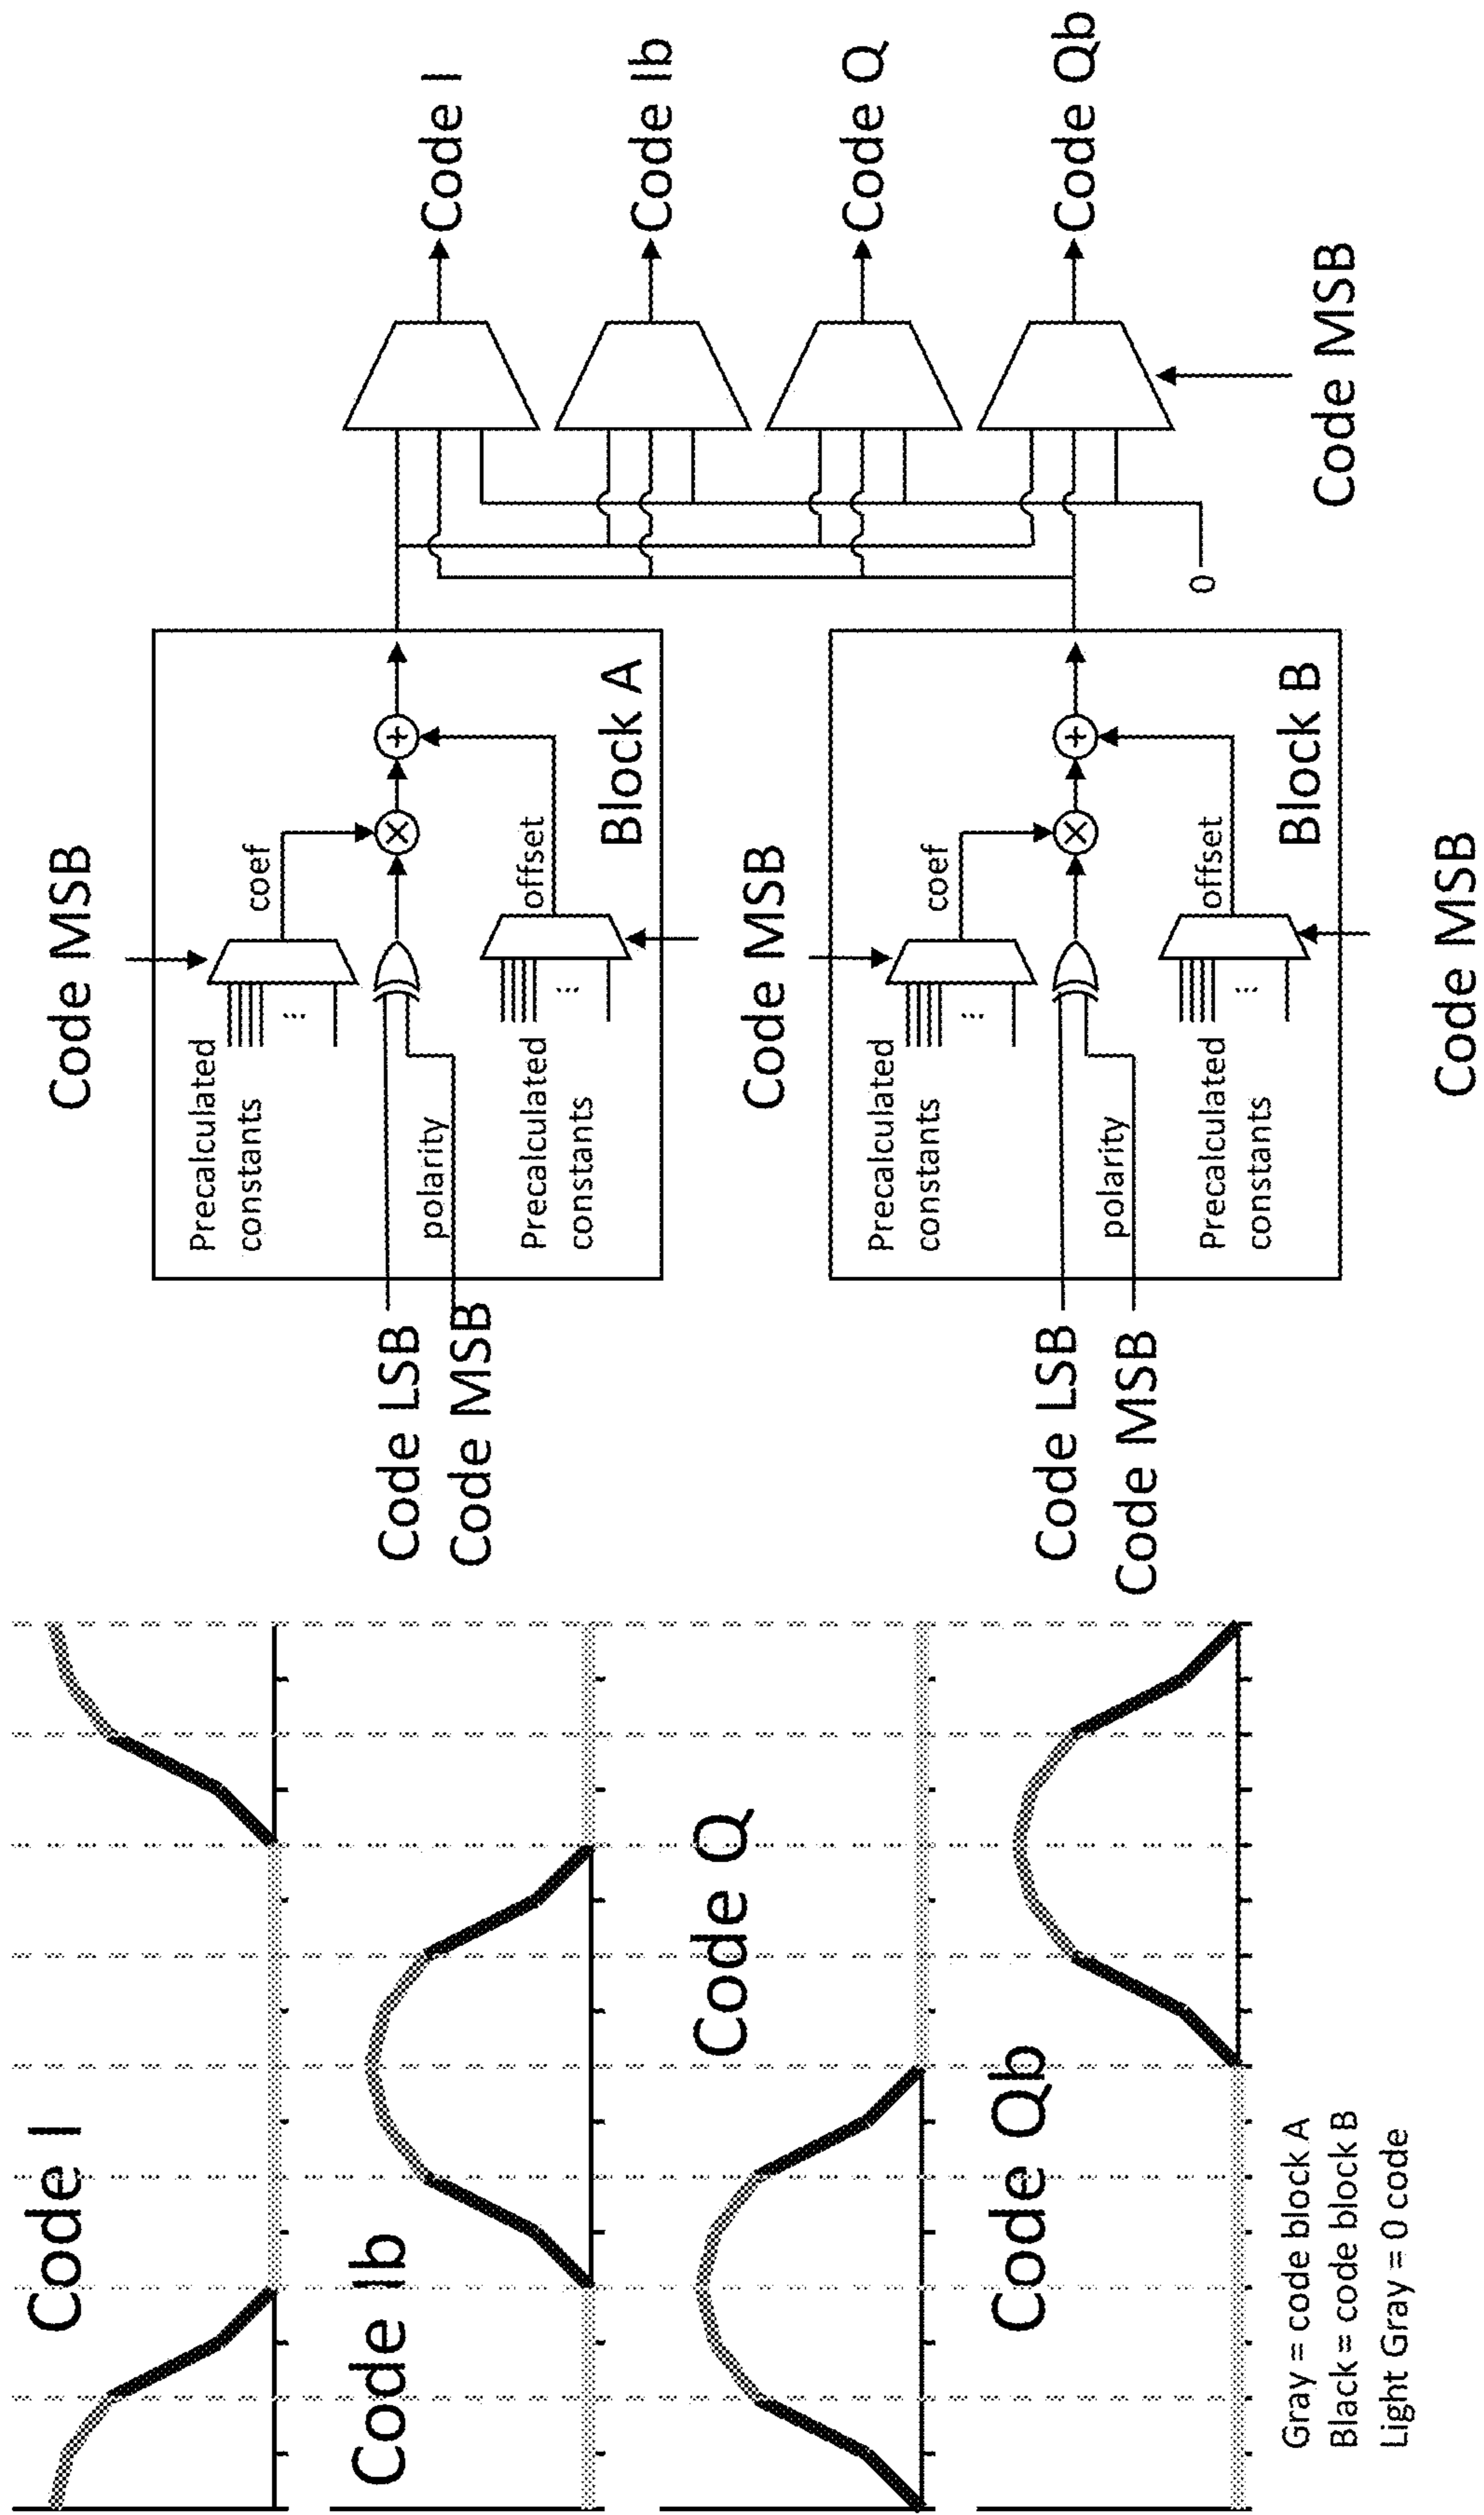 Code I
Code Ib
Code Q
Code Qb
Gray = code block A
Black = code block B
Light Gray = 0 code
Code MSB
Precalculated
constants
coef
Code LSB
Code MSB
polarity
Precalculated
constants
offset
Block A
Code MSB
Precalculated
constants
coef
Code LSB
Code MSB
polarity
Precalculated
constants
offset
Block B
Code MSB
0
Code MSB
Code I
Code Ib
Code Q
Code Qb